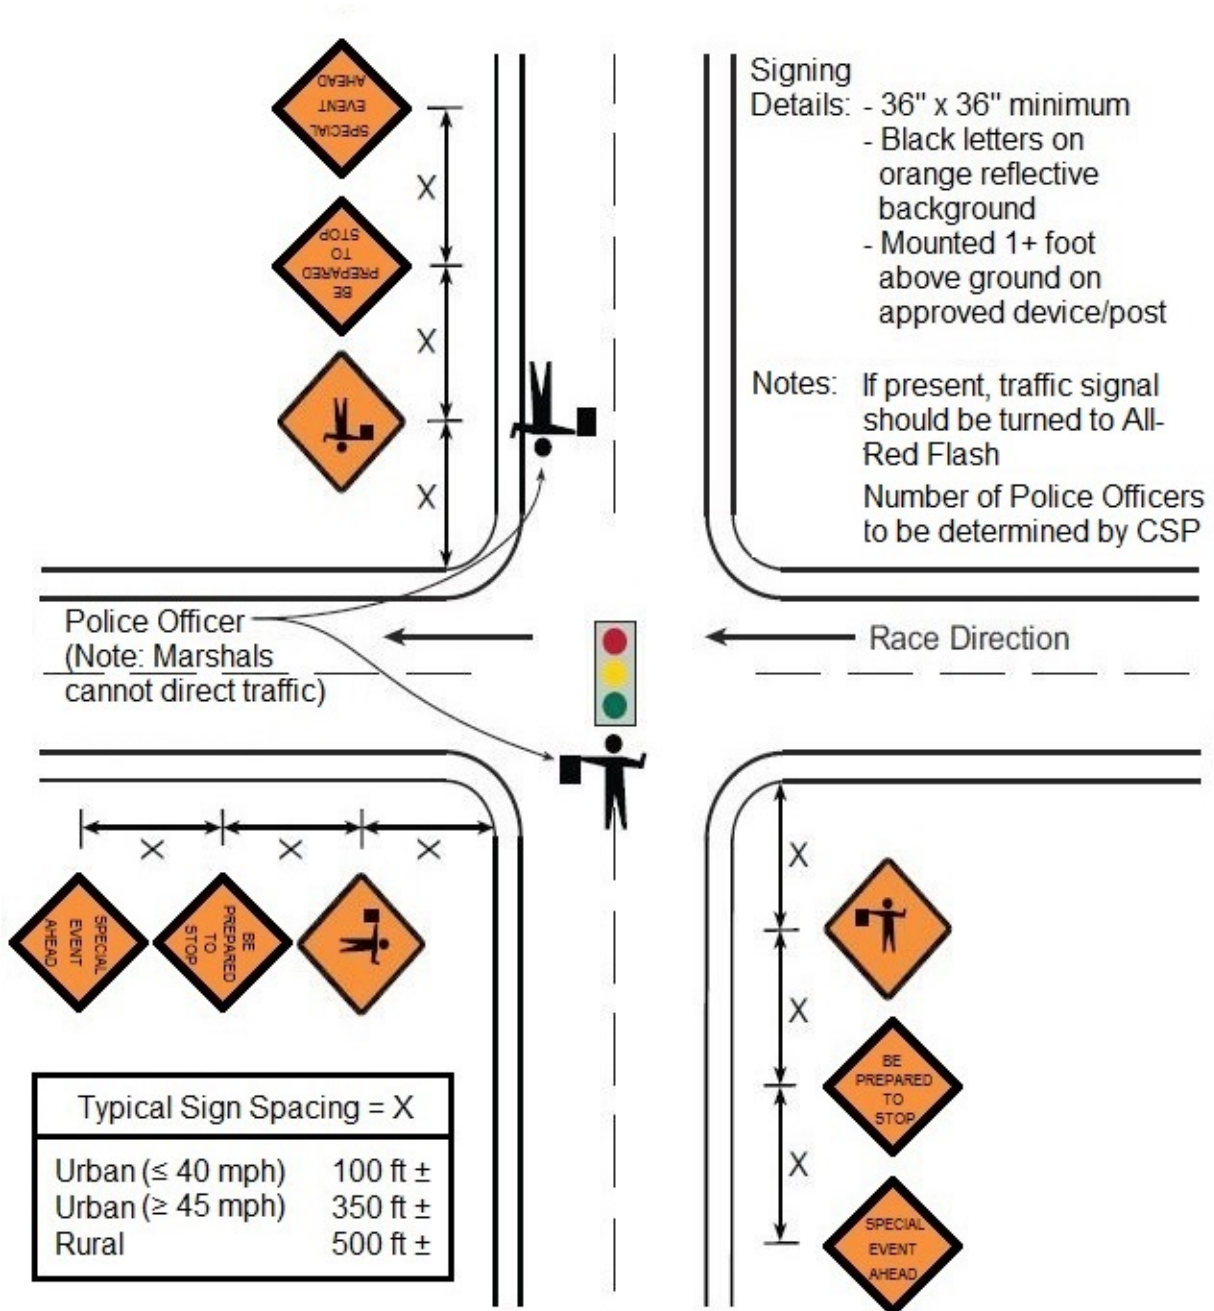 SPECIAL
EVENT
AHEAD
X
BE
PREPARED
TO
STOP
X
X
Signing
Details: - 36" x 36" minimum
- Black letters on
orange reflective
background
- Mounted 1+ foot
above ground on
approved device/post
Notes: If present, traffic signal
should be turned to All-
Red Flash
Number of Police Officers
to be determined by CSP
Police Officer
(Note: Marshals
cannot direct traffic)
Race Direction
X
X
X
SPECIAL
EVENT
AHEAD
BE
PREPARED
TO
STOP
X
X
BE
PREPARED
TO
STOP
X
SPECIAL
EVENT
AHEAD
Typical Sign Spacing = X
Urban (≤ 40 mph) 100 ft ±
Urban (≥ 45 mph) 350 ft ±
Rural 500 ft ±